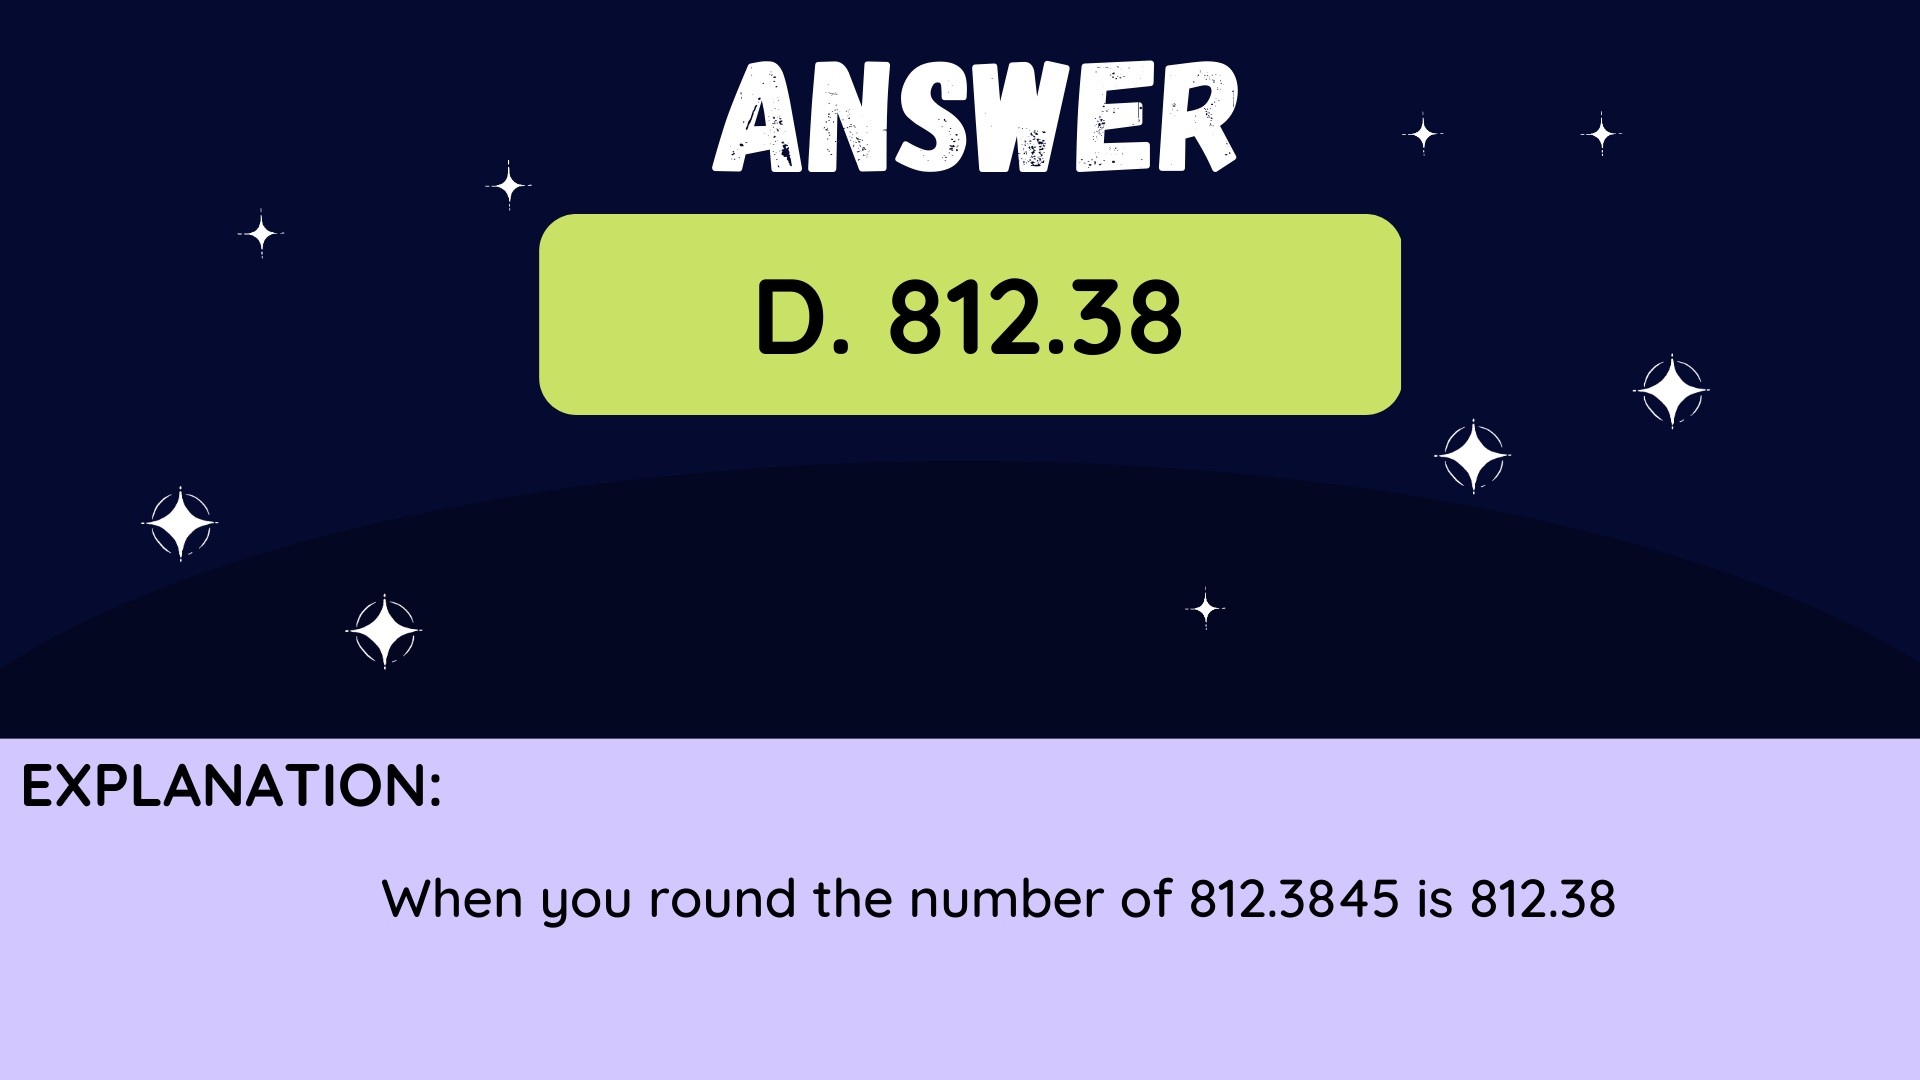 ANSWER
D. 812.38
EXPLANATION:
When you round the number of 812.3845 is 812.38